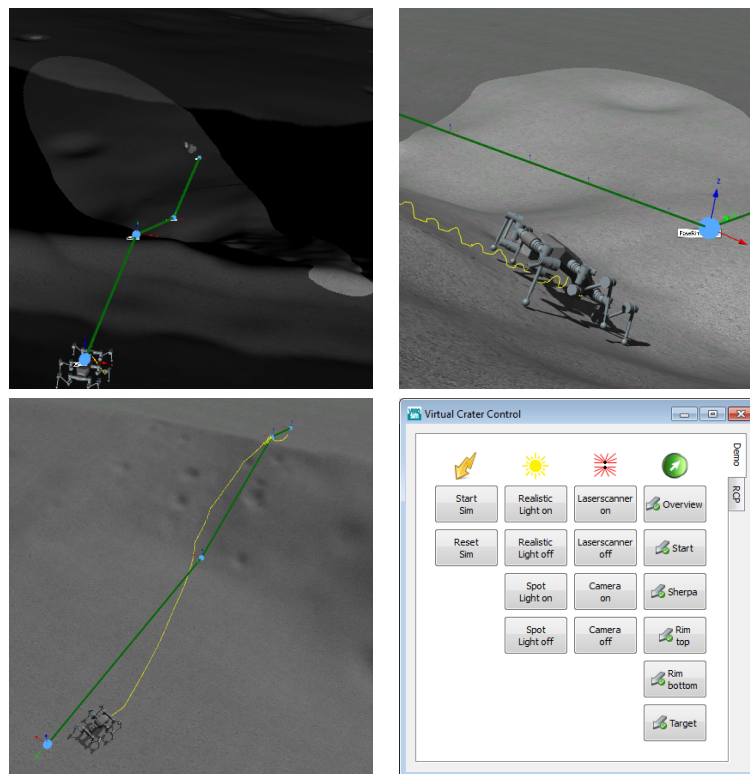 z
PoseRi
Virtual Crater Control
Demo
RCP
Start
Sim
Realistic
Light on
Laserscanner
on
Overview
Reset
Sim
Realistic
Light off
Laserscanner
off
Start
Spot
Light on
Camera
on
Sherpa
Spot
Light off
Camera
off
Rim
top
Rim
bottom
Target